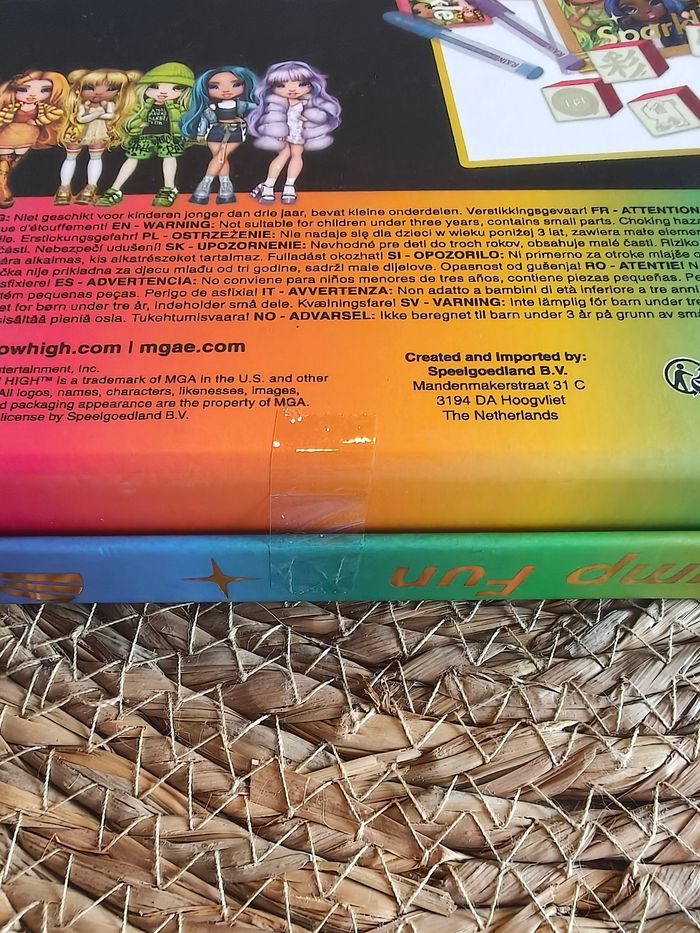 Sparkle
G: Niet geschikt voor kinderen jonger dan drie jaar, bevat kleine onderdelen. Verstikkingsgevaar! FR - ATTENTION
ue d'étouffement! EN - WARNING: Not suitable for children under three years, contains small parts. Choking haza
ile. Erstickungsgefahr! PL - OSTRZEŻENIE: Nie nadaje się dla dzieci w wieku poniżej 3 lat, zawiera małe elemen
části. Nebezpečí udušení! SK - UPOZORNENIE: Nevhodné pre deti do troch rokov, obsahuje malé časti. Riziko
ára alkalmas, kis alkatrészeket tartalmaz. Fulladást okozhat! SI - OPOZORILO: Ni primerno za otroke mlajše o
čka nije prikladna za djecu mlađu od tri godine, sadrži male dijelove. Opasnost od gušenja! RO - ATENTIE!
sfixiere! ES - ADVERTENCIA: No conviene para niños menores de tres años, contiene piezas pequeñas. Pe
tém pequenas peças. Perigo de asfixia! IT - AVVERTENZA: Non adatto a bambini di età inferiore a tre anni
et for børn under tre år, indeholder små dele. Kvælningsfare! SV - VARNING: Inte lämplig för barn under t
isältää pieniä osia. Tukehtumisvaara! NO - ADVARSEL: Ikke beregnet til barn under 3 år på grunn av små
owhigh.com | mgae.com
tertainment, Inc.
HIGH™ is a trademark of MGA in the U.S. and other
All logos, names, characters, likenesses, images,
d packaging appearance are the property of MGA.
license by Speelgoedland B.V.
Created and Imported by:
Speelgoedland B.V.
Mandenmakerstraat 31 C
3194 DA Hoogvliet
The Netherlands
mp Fun